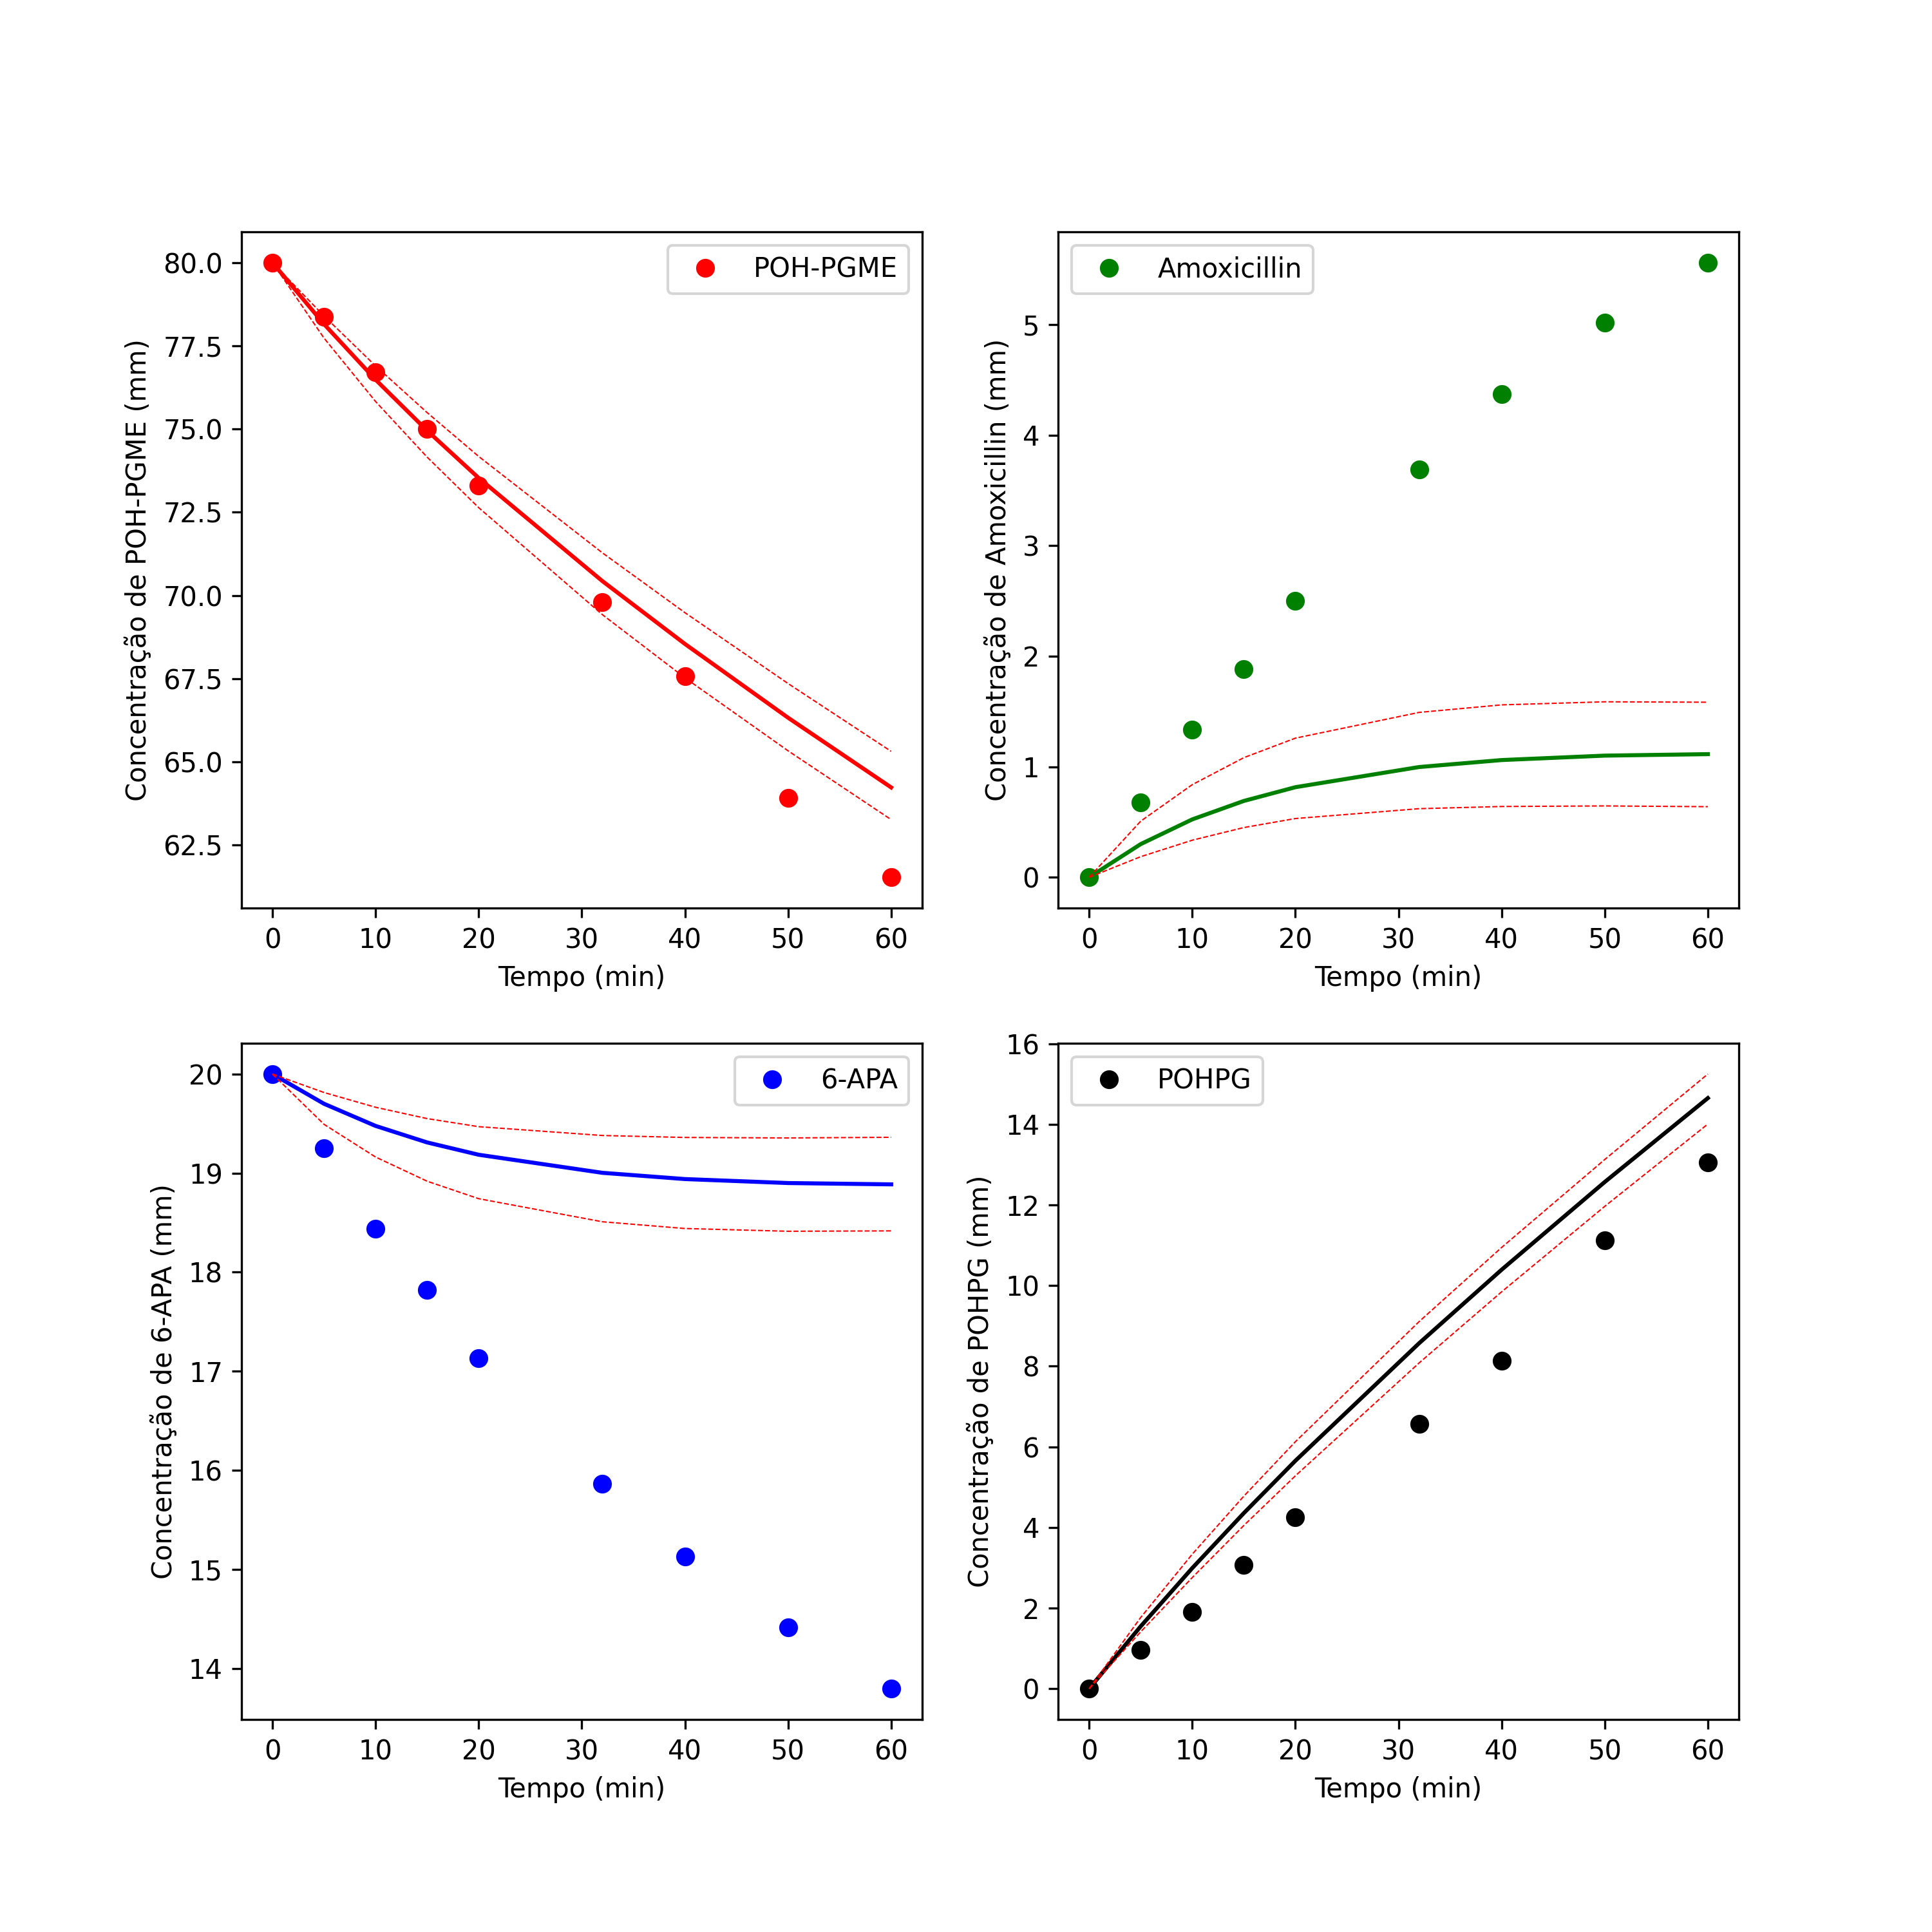 POH-PGME
Concentração de POH-PGME (mm)
80.0
77.5
75.0
72.5
70.0
67.5
65.0
62.5
0 10 20 30 40 50 60
Tempo (min)
Amoxicillin
Concentração de Amoxicillin (mm)
5
4
3
2
1
0
0 10 20 30 40 50 60
Tempo (min)
6-APA
Concentração de 6-APA (mm)
20
19
18
17
16
15
14
0 10 20 30 40 50 60
Tempo (min)
POHPG
Concentração de POHPG (mm)
16
14
12
10
8
6
4
2
0
0 10 20 30 40 50 60
Tempo (min)